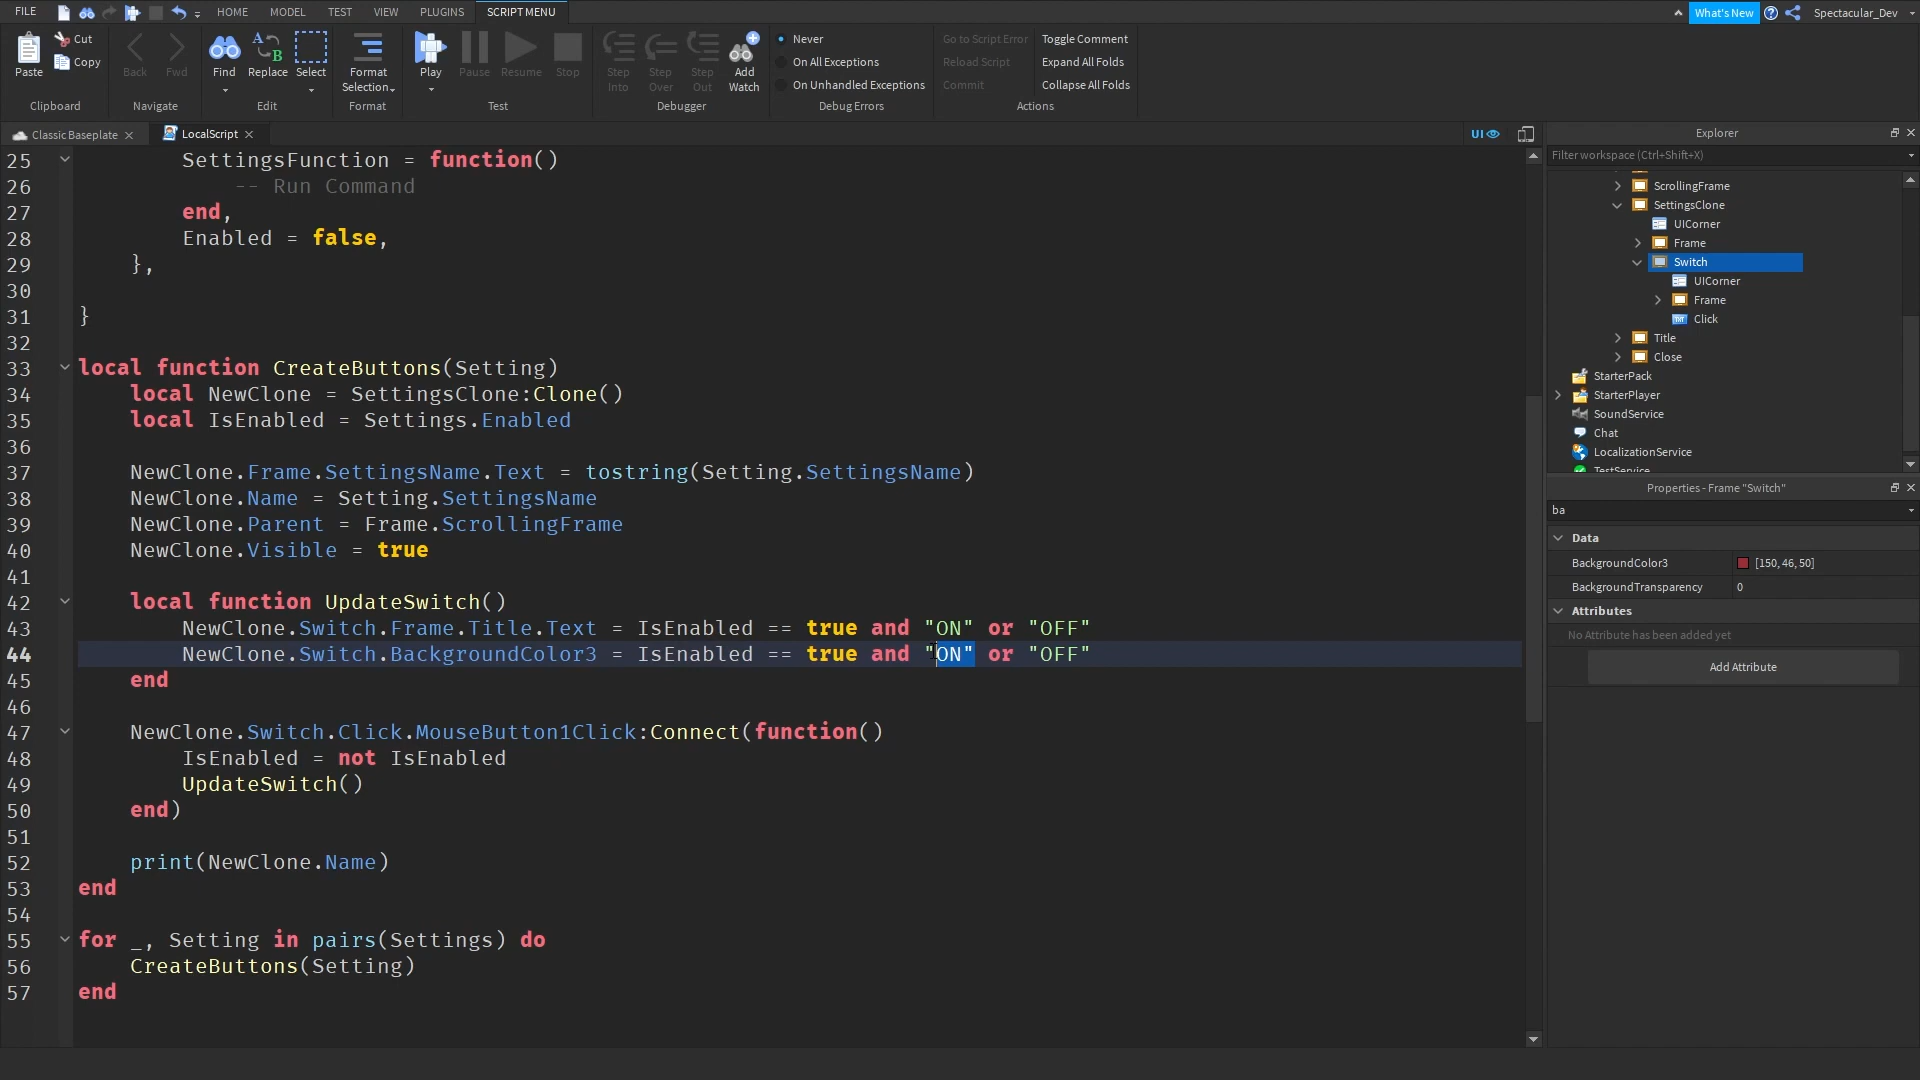 FILE HOME MODEL TEST VIEW PLUGINS SCRIPT MENU What's New Spectacular_Dev
Paste Cut Copy Back Fwd Find Replace Select Format Selection Play Pause Resume Stop Step Into Step Over Step Out Add Watch
Never Go to Script Error Toggle Comment
On All Exceptions Reload Script Expand All Folds
On Unhandled Exceptions Commit Collapse All Folds
Clipboard Navigate Edit Format Test Debugger Debug Errors Actions
Classic Baseplate LocalScript UI
25 SettingsFunction = function()
26 -- Run Command
27 end,
28 Enabled = false,
29 },
30
31 }
32
33 local function CreateButtons(Setting)
34 local NewClone = SettingsClone:Clone()
35 local IsEnabled = Settings.Enabled
36
37 NewClone.Frame.SettingsName.Text = tostring(Setting.SettingsName)
38 NewClone.Name = Setting.SettingsName
39 NewClone.Parent = Frame.ScrollingFrame
40 NewClone.Visible = true
41
42 local function UpdateSwitch()
43 NewClone.Switch.Frame.Title.Text = IsEnabled == true and "ON" or "OFF"
44 NewClone.Switch.BackgroundColor3 = IsEnabled == true and "ON" or "OFF"
45 end
46
47 NewClone.Switch.Click.MouseButton1Click:Connect(function()
48 IsEnabled = not IsEnabled
49 UpdateSwitch()
50 end)
51
52 print(NewClone.Name)
53 end
54
55 for _, Setting in pairs(Settings) do
56 CreateButtons(Setting)
57 end
Explorer
Filter workspace (Ctrl+Shift+X)
ScrollingFrame
SettingsClone
UICorner
Frame
Switch
UICorner
Frame
Click
Title
Close
StarterPack
StarterPlayer
SoundService
Chat
LocalizationService
TestService
Properties - Frame "Switch"
ba
Data
BackgroundColor3 [150, 46, 50]
BackgroundTransparency 0
Attributes
No Attribute has been added yet
Add Attribute